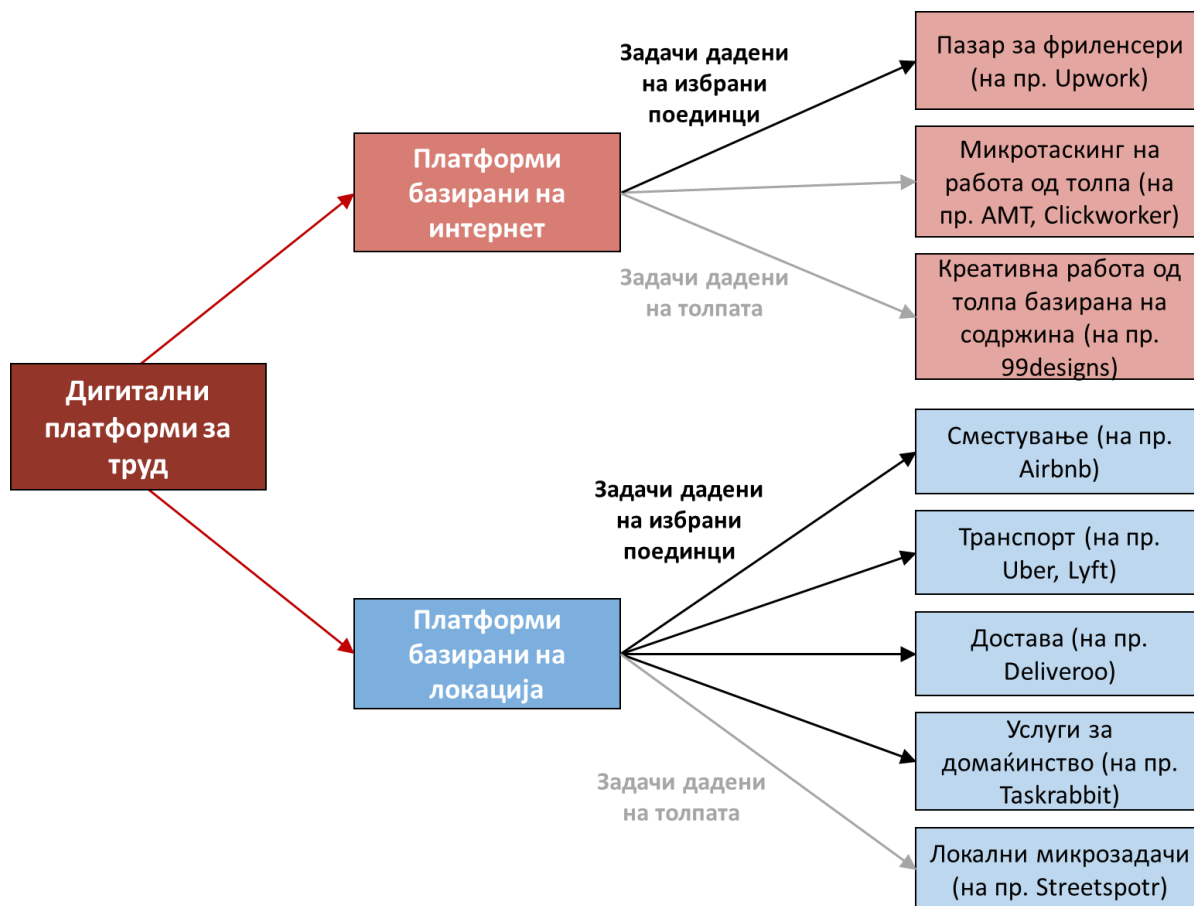 Задачи дадени
на избрани
поединци
Пазар за фриленсери
(на пр. Upwork)
Платформи
базирани на
интернет
Микротаскинг на
работа од толпа (на
пр. AMT, Clickworker)
Задачи дадени
на толпата
Креативна работа од
толпа базирана на
содржина (на пр.
99designs)
Дигитални
платформи за
труд
Сместување (на пр.
Airbnb)
Задачи дадени
на избрани
поединци
Транспорт (на пр.
Uber, Lyft)
Платформи
базирани на
локација
Достава (на пр.
Deliveroo)
Услуги за
домаќинство (на пр.
Taskrabbit)
Задачи дадени
на толпата
Локални микрозадачи
(на пр. Streetspotr)